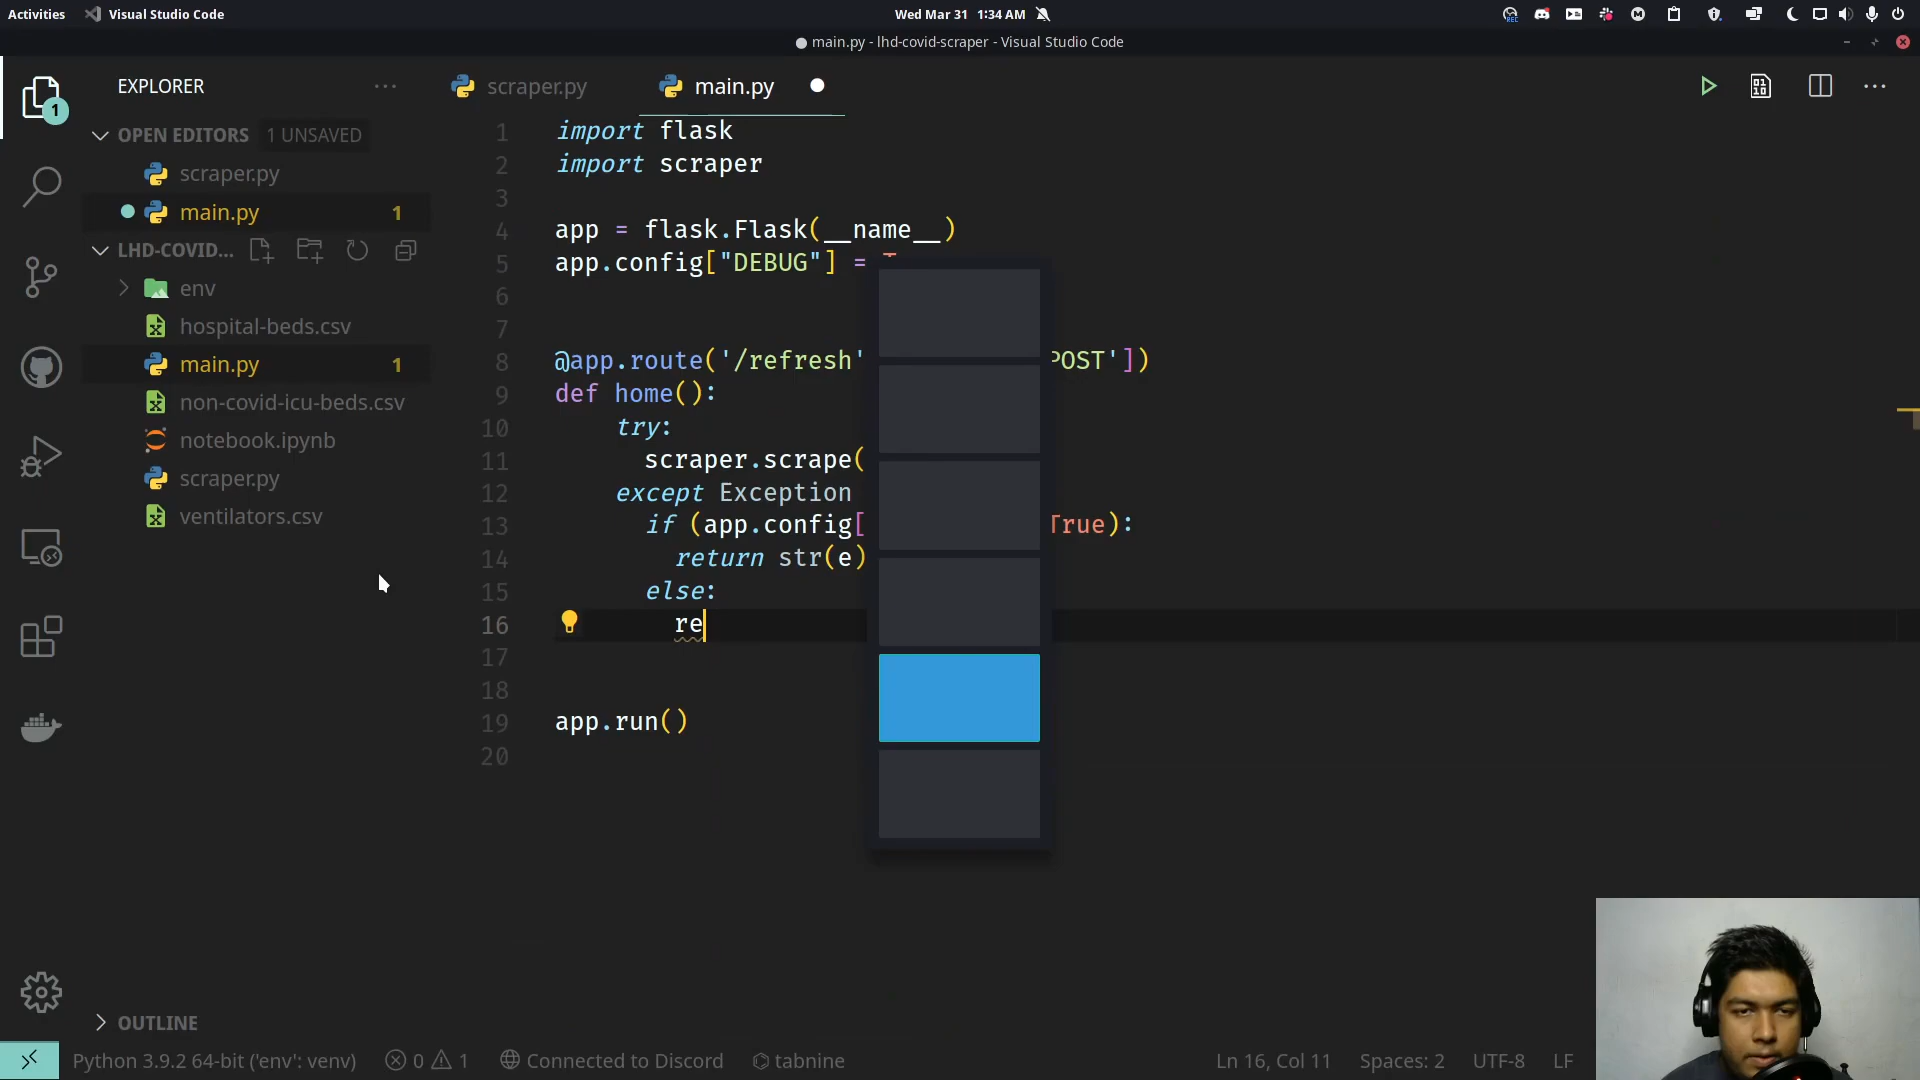 Activities
Visual Studio Code
Wed Mar 31 1:34 AM
main.py - lhd-covid-scraper - Visual Studio Code
EXPLORER
scraper.py
main.py
OPEN EDITORS
1 UNSAVED
scraper.py
main.py 1
LHD-COVID...
env
hospital-beds.csv
main.py 1
non-covid-icu-beds.csv
notebook.ipynb
scraper.py
ventilators.csv
OUTLINE
1 import flask
2 import scraper
3
4 app = flask.Flask(__name__)
5 app.config["DEBUG"] =
6
7
8 @app.route('/refresh' POST'])
9 def home():
10 try:
11 scraper.scrape(
12 except Exception
13 if (app.config[ True):
14 return str(e)
15 else:
16 re
17
18
19 app.run()
20
1
Python 3.9.2 64-bit ('env': venv)
0 1
Connected to Discord
tabnine
Ln 16, Col 11
Spaces: 2
UTF-8
LF